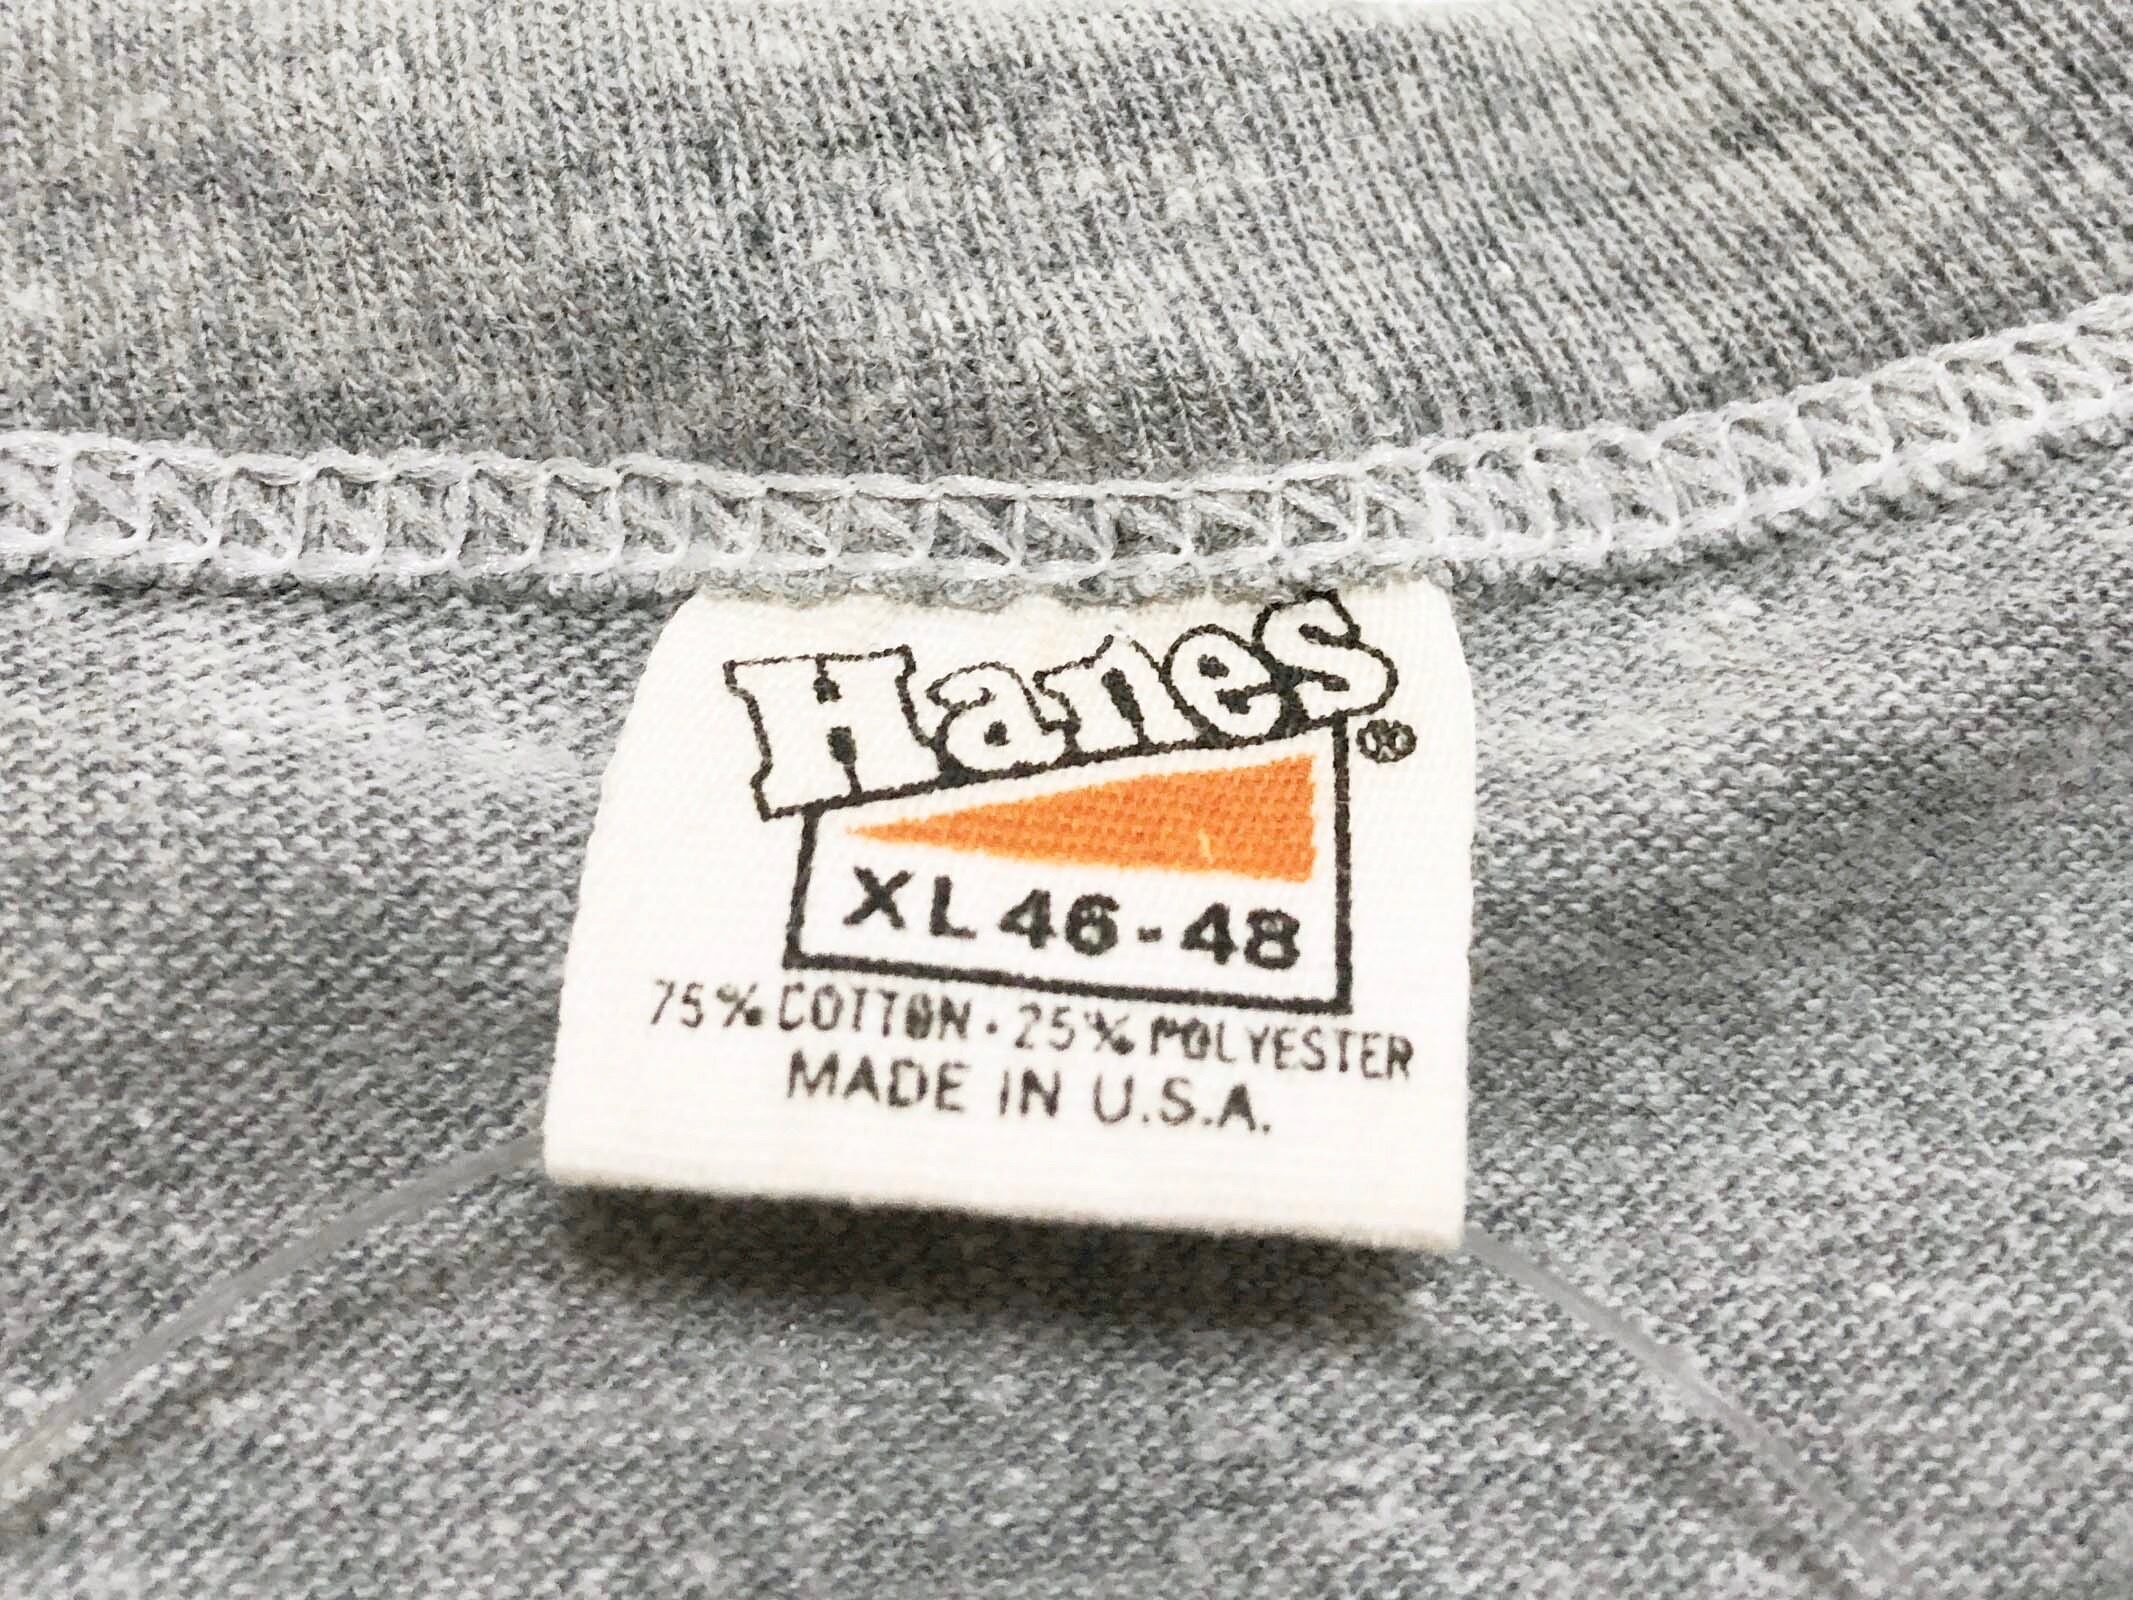 Hanes®
XL 46-48
75% COTTON · 25% POLYESTER
MADE IN U.S.A.